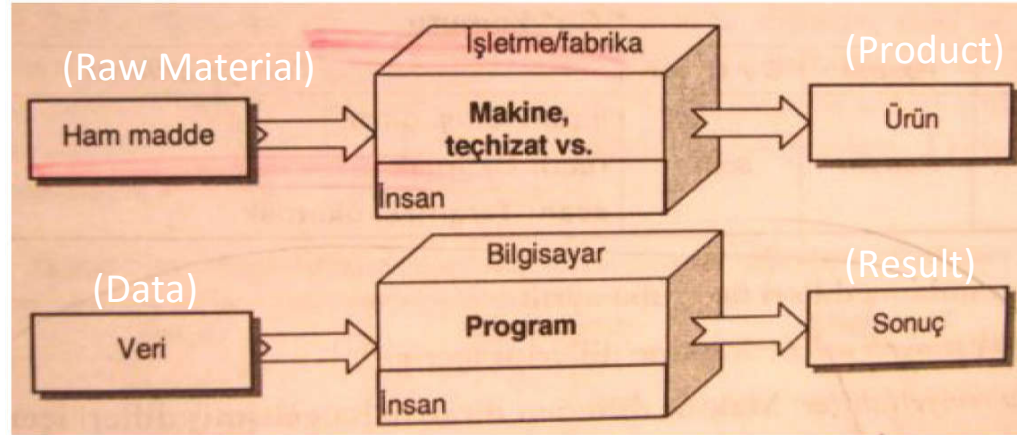 İşletme/fabrika
(Raw Material)
(Product)
Ham madde
Makine,
teçhizat vs.
Ürün
İnsan
Bilgisayar
(Data)
(Result)
Veri
Program
Sonuç
İnsan